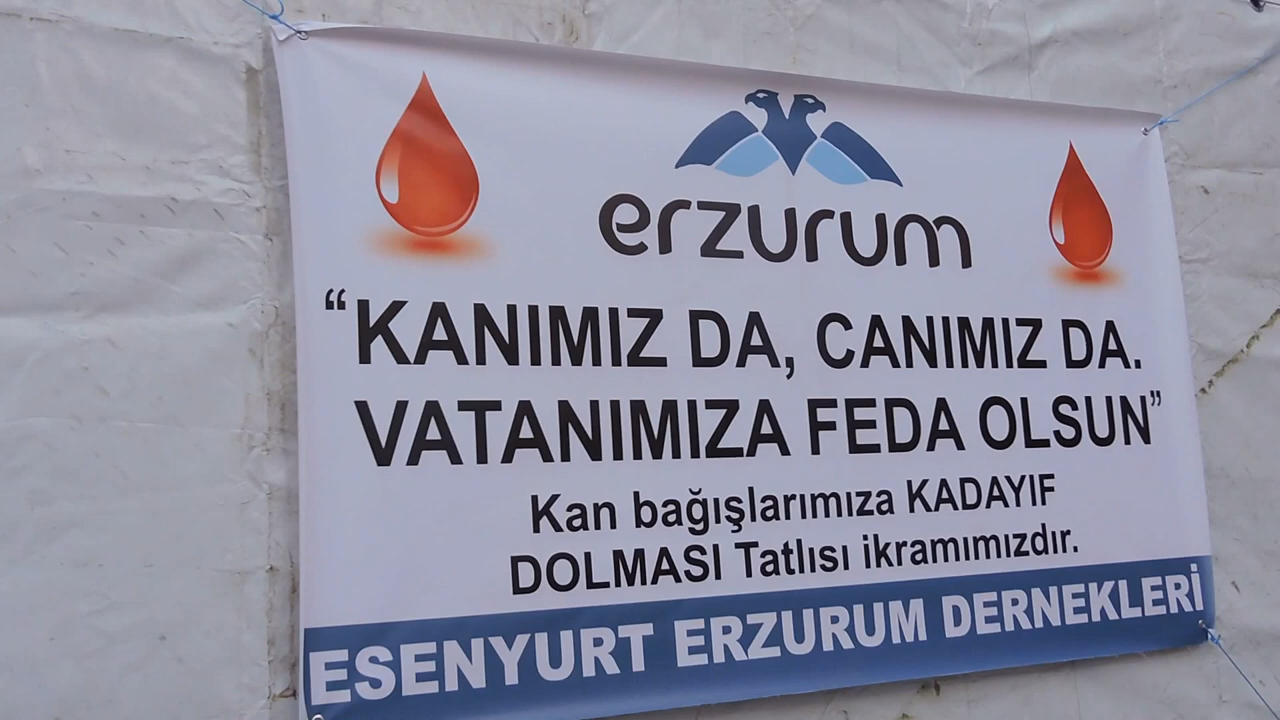 erzurum
“KANIMIZ DA, CANIMIZ DA.
VATANIMIZA FEDA OLSUN”
Kan bağışlarımıza KADAYIF
DOLMASI Tatlısı ikramımızdır.
ESENYURT ERZURUM DERNEKLERİ